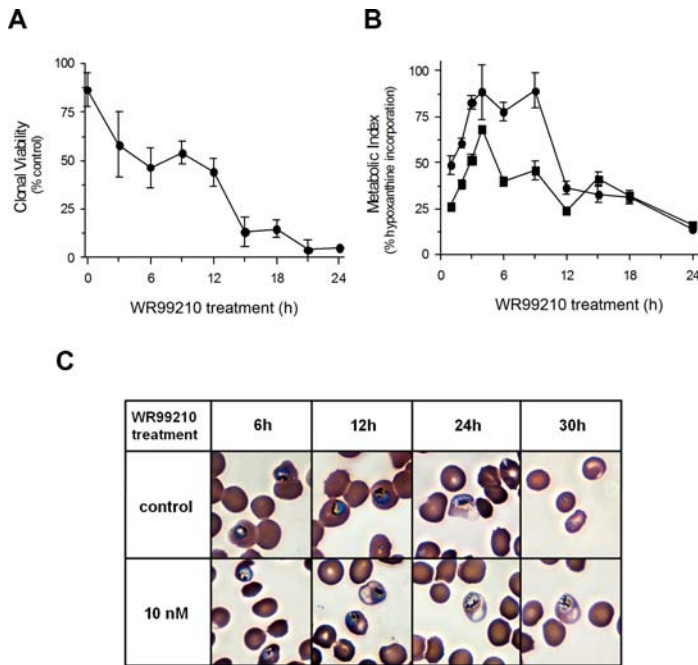 A
Clonal Viability
(% control)
100
75
50
25
0
0 6 12 18 24
WR99210 treatment (h)
B
Metabolic Index
(% hypoxanthine incorporation)
100
75
50
25
0
0 6 12 18 24
WR99210 treatment (h)
C
WR99210 treatment 6h 12h 24h 30h
control
10 nM